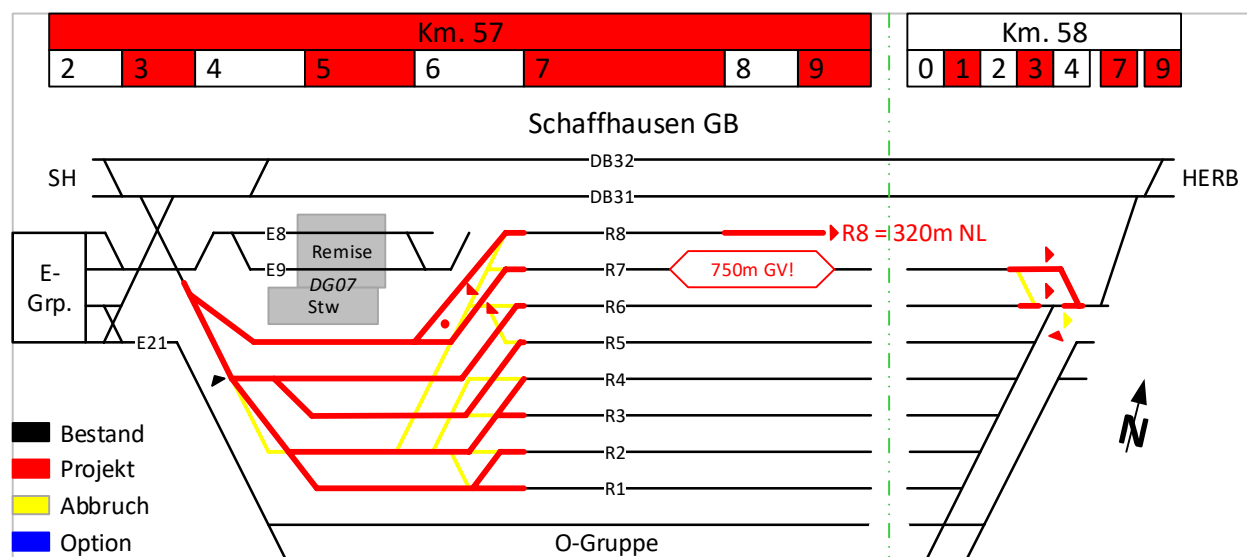 Km. 57
Km. 58
2 3 4 5 6 7 8 9
0 1 2 3 4 7 9
Schaffhausen GB
DB32
SH
HERB
DB31
E8
R8
R8 = 320m NL
Remise
E-
Grp.
E9
R7
750m GV!
DG07
Stw
R6
E21
R5
R4
R3
Bestand
R2
N
Projekt
R1
Abbruch
Option
O-Gruppe